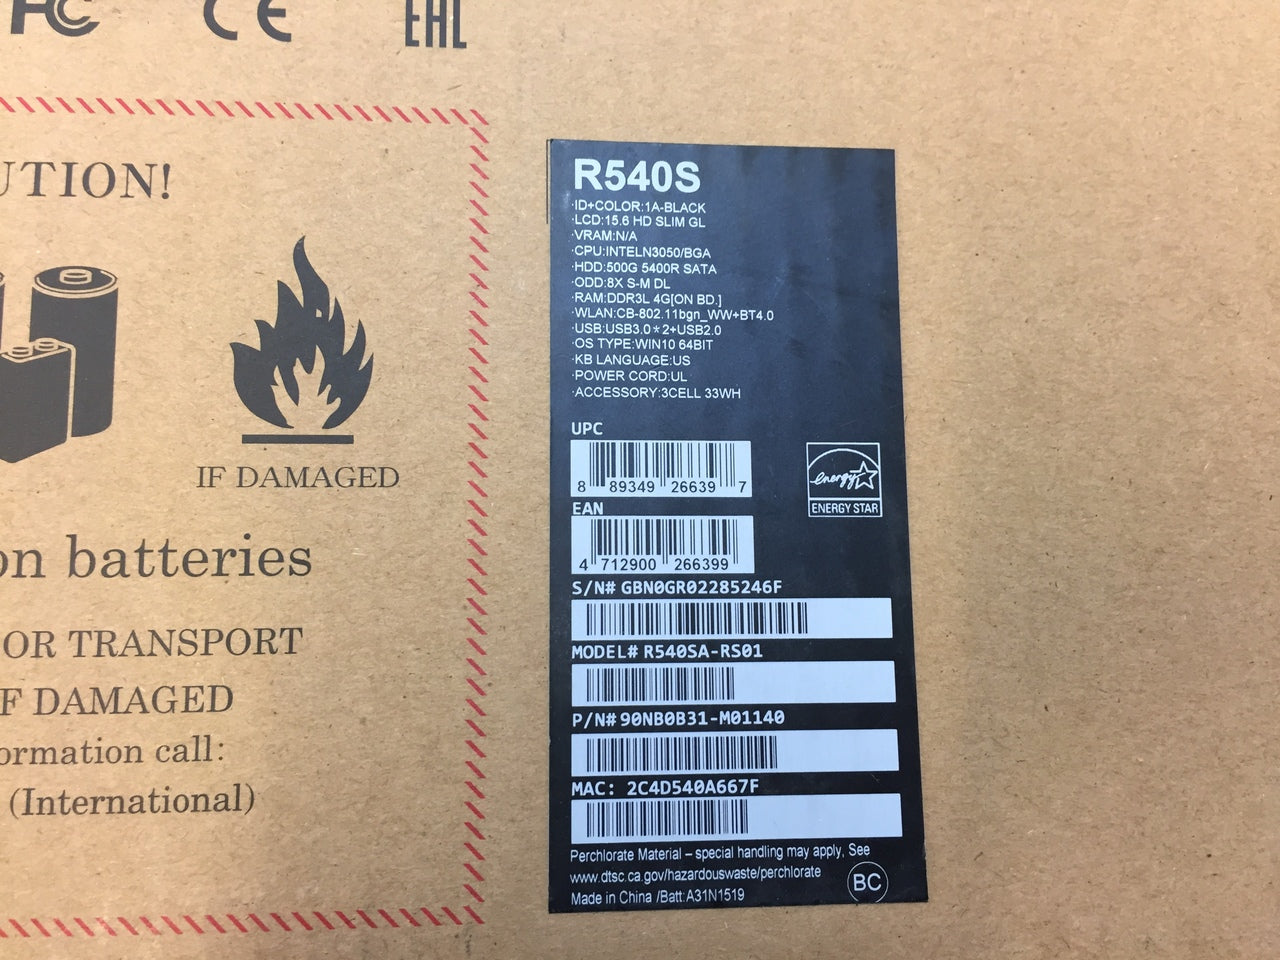 FC CE EAC
UTION!
IF DAMAGED
on batteries
OR TRANSPORT
F DAMAGED
ormation call:
(International)
R540S
·ID+COLOR:1A-BLACK
·LCD:15.6 HD SLIM GL
·VRAM:N/A
·CPU:INTELN3050/BGA
·HDD:500G 5400R SATA
·ODD:8X S-M DL
·RAM:DDR3L 4G[ON BD.]
·WLAN:CB-802.11bgn_WW+BT4.0
·USB:USB3.0*2+USB2.0
·OS TYPE:WIN10 64BIT
·KB LANGUAGE:US
·POWER CORD:UL
·ACCESSORY:3CELL 33WH
UPC
8 89349 26639 7
energy
ENERGY STAR
EAN
4 712900 266399
S/N# GBN0GR02285246F
MODEL# R540SA-RS01
P/N#90NB0B31-M01140
MAC: 2C4D540A667F
Perchlorate Material – special handling may apply, See
www.dtsc.ca.gov/hazardouswaste/perchlorate
Made in China /Batt:A31N1519
BC